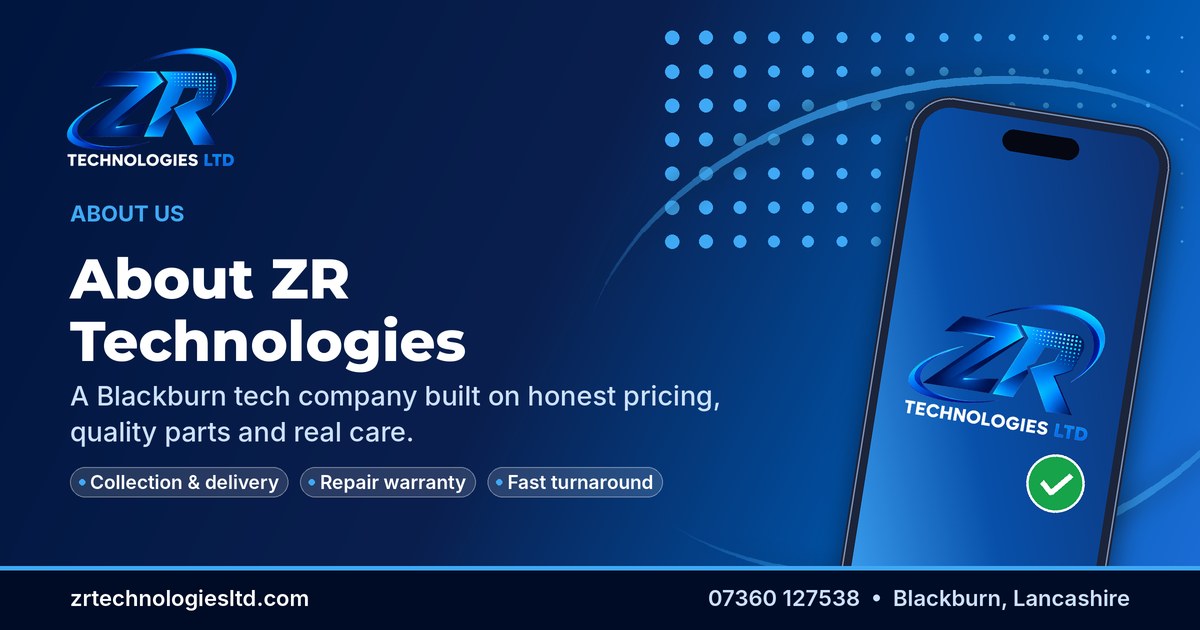 ZR
TECHNOLOGIES LTD
ABOUT US
About ZR
Technologies
A Blackburn tech company built on honest pricing,
quality parts and real care.
Collection & delivery
Repair warranty
Fast turnaround
ZR
TECHNOLOGIES LTD
zrtechnologiesltd.com
07360 127538 • Blackburn, Lancashire